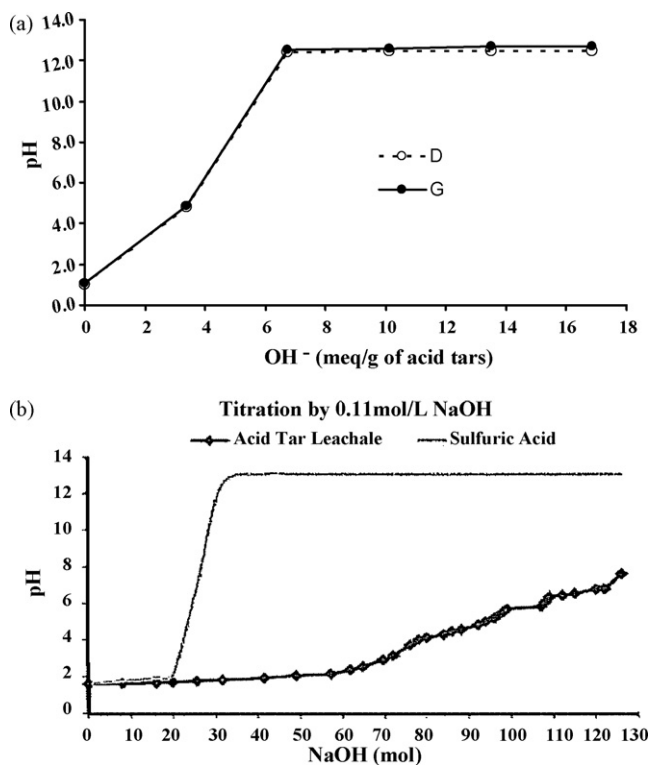 (a)
14.0
12.0
10.0
8.0
6.0
4.0
2.0
0.0
pH
D
G
0 2 4 6 8 10 12 14 16 18
OH - (meq/g of acid tars)
(b)
Titration by 0.11mol/L NaOH
Acid Tar Leachale Sulfuric Acid
14
12
10
8
6
4
2
0
pH
0 10 20 30 40 50 60 70 80 90 100 110 120 130
NaOH (mol)